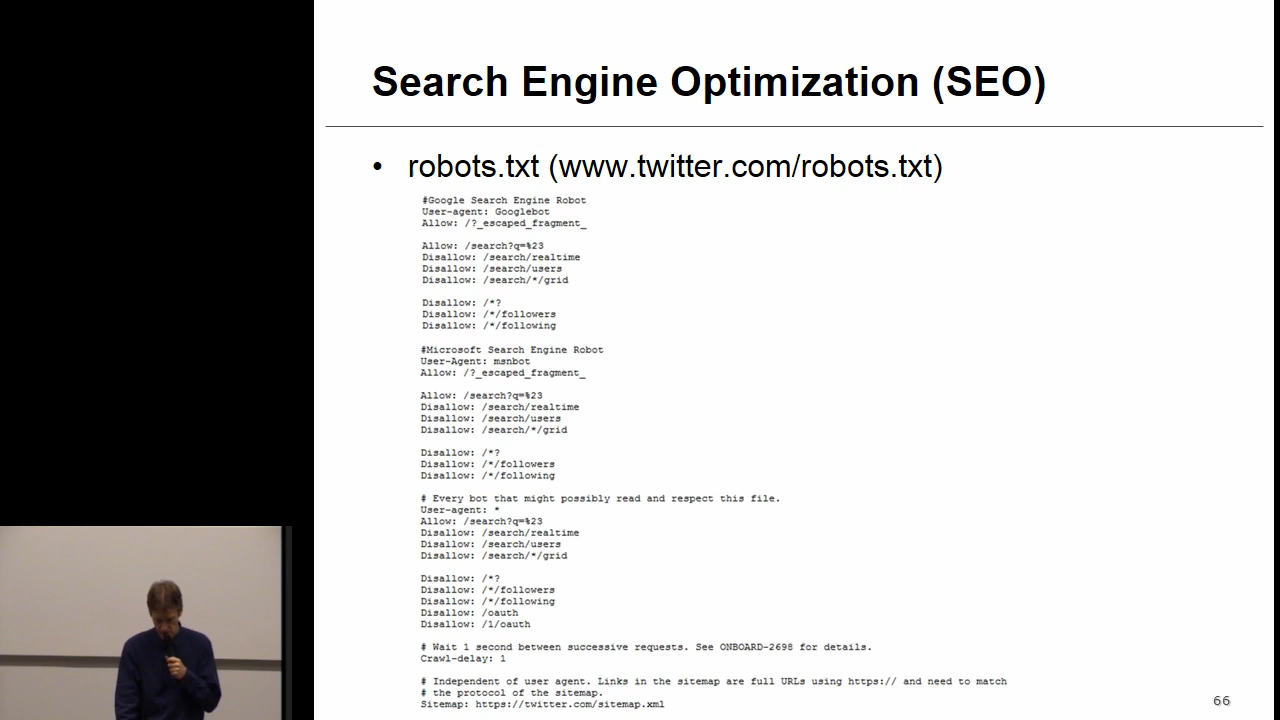 Search Engine Optimization (SEO)
• robots.txt (www.twitter.com/robots.txt)
#Google Search Engine Robot
User-agent: Googlebot
Allow: /?_escaped_fragment_
Allow: /search?q=%23
Disallow: /search/realtime
Disallow: /search/users
Disallow: /search/*/grid
Disallow: /*?
Disallow: /*/followers
Disallow: /*/following
#Microsoft Search Engine Robot
User-Agent: msnbot
Allow: /?_escaped_fragment_
Allow: /search?q=%23
Disallow: /search/realtime
Disallow: /search/users
Disallow: /search/*/grid
Disallow: /*?
Disallow: /*/followers
Disallow: /*/following
# Every bot that might possibly read and respect this file.
User-agent: *
Allow: /search?q=%23
Disallow: /search/realtime
Disallow: /search/users
Disallow: /search/*/grid
Disallow: /*?
Disallow: /*/followers
Disallow: /*/following
Disallow: /oauth
Disallow: /1/oauth
# Wait 1 second between successive requests. See ONBOARD-2698 for details.
Crawl-delay: 1
# Independent of user agent. Links in the sitemap are full URLs using https:// and need to match
# the protocol of the sitemap.
Sitemap: https://twitter.com/sitemap.xml
66